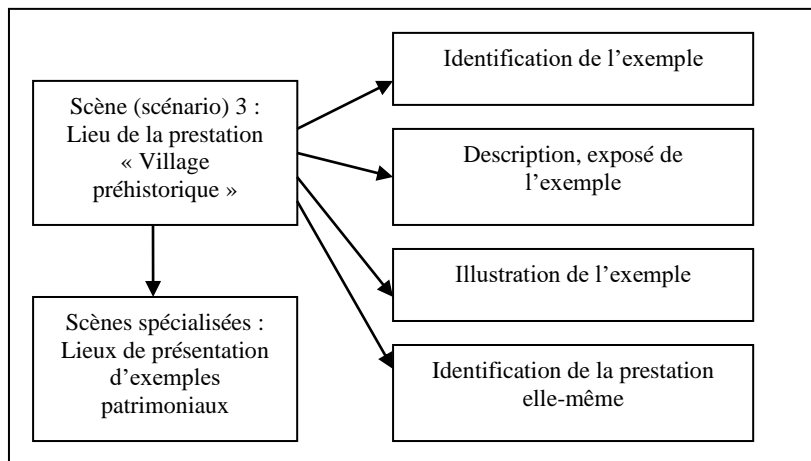 Scène (scénario) 3 :
Lieu de la prestation
« Village
préhistorique »
Scènes spécialisées :
Lieux de présentation
d’exemples
patrimoniaux
Identification de l’exemple
Description, exposé de
l’exemple
Illustration de l’exemple
Identification de la prestation
elle-même